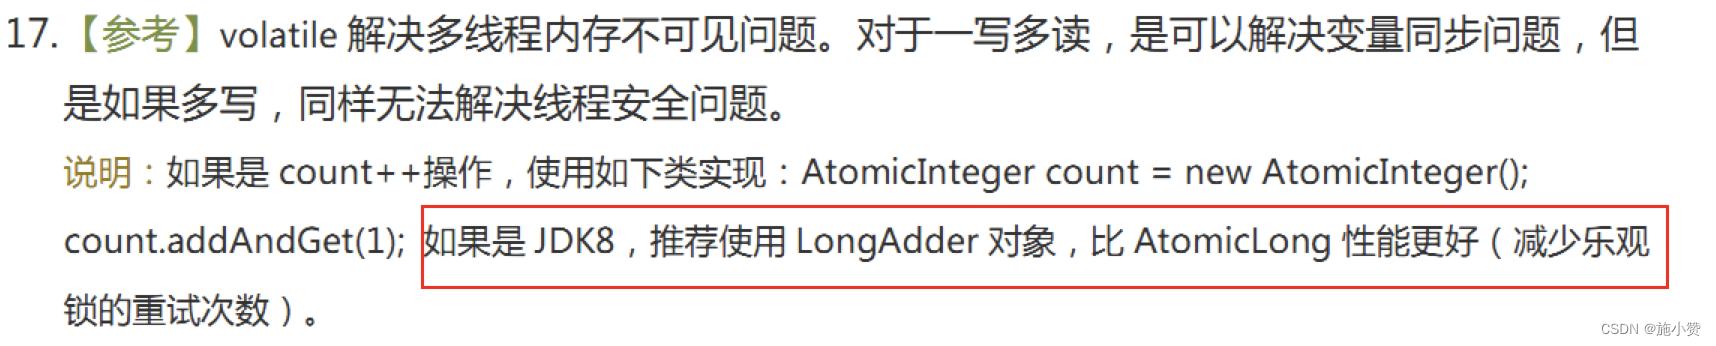 17.【参考】volatile 解决多线程内存不可见问题。对于一写多读，是可以解决变量同步问题，但
是如果多写，同样无法解决线程安全问题。
说明：如果是 count++操作，使用如下类实现：AtomicInteger count = new AtomicInteger();
count.addAndGet(1); 如果是 JDK8，推荐使用 LongAdder 对象，比 AtomicLong 性能更好（减少乐观
锁的重试次数）。
CSDN @施小赞